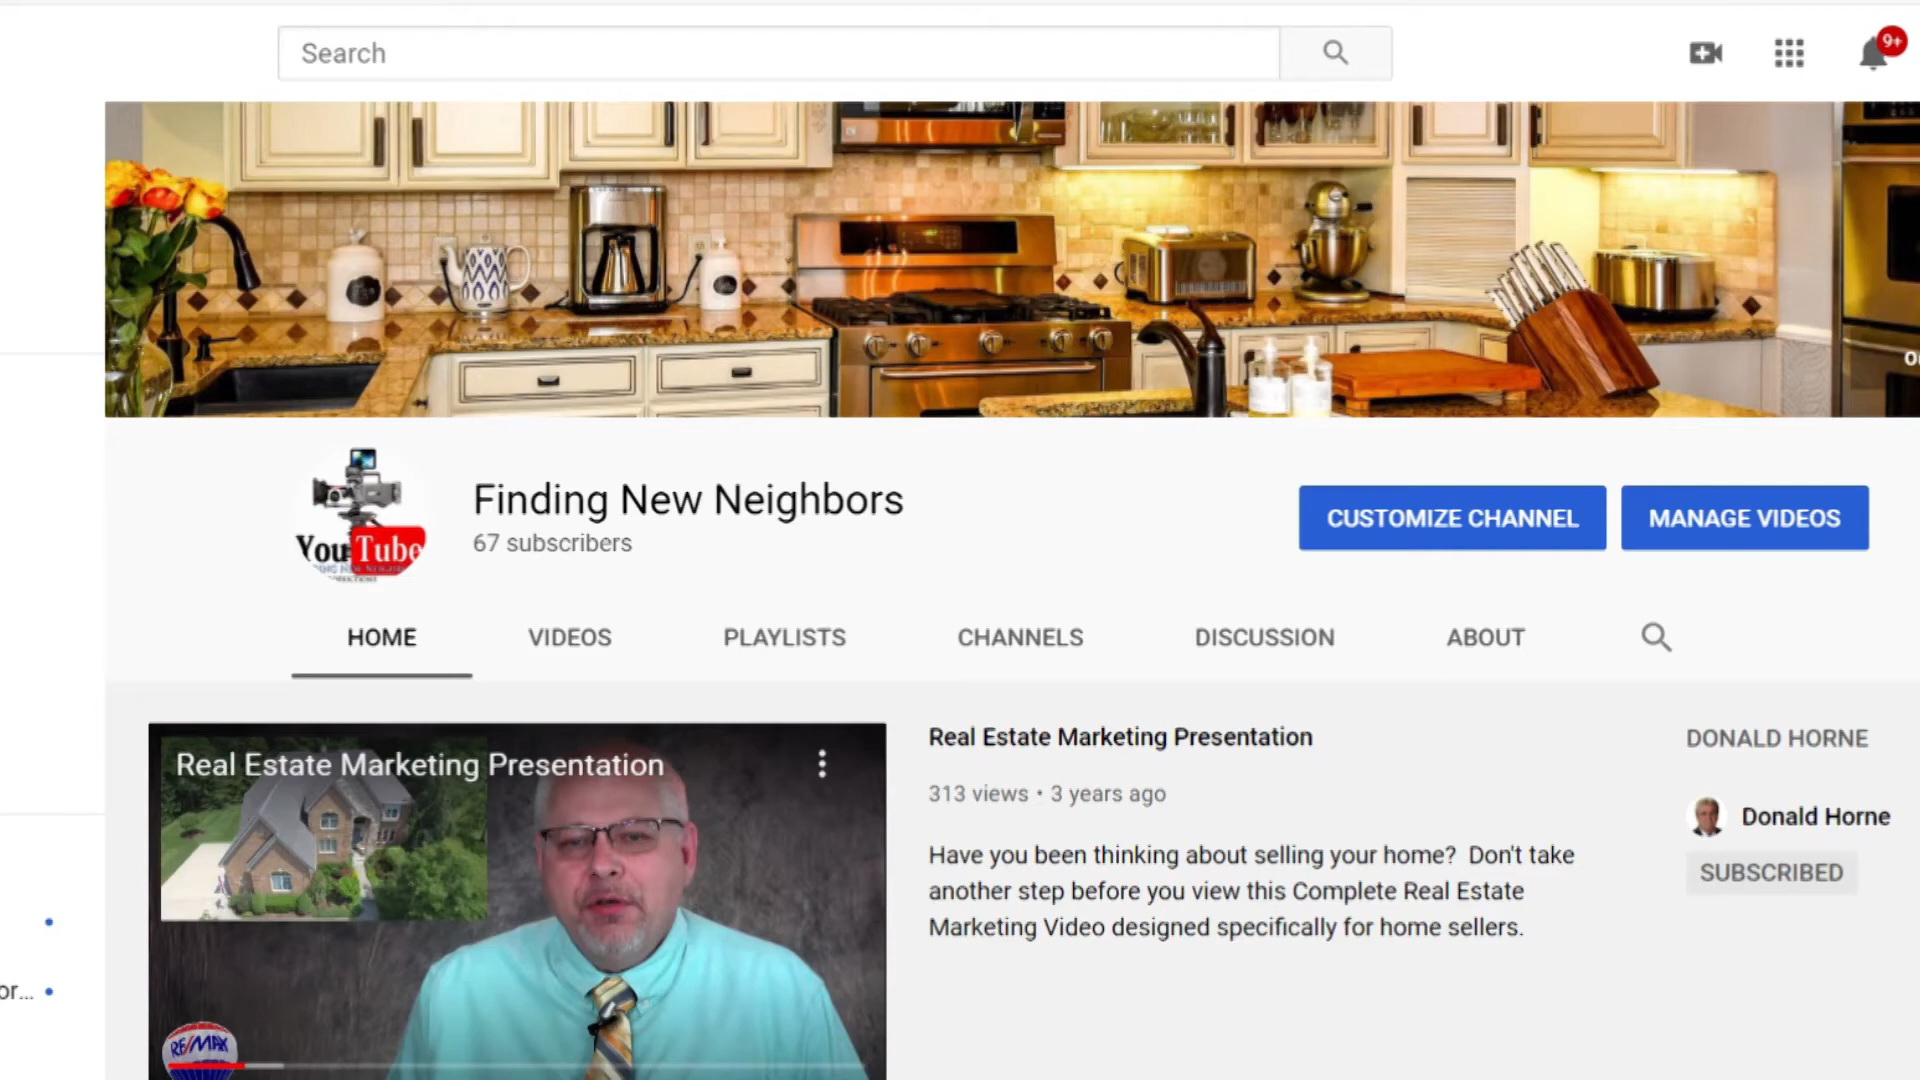 Search
9+
Finding New Neighbors
67 subscribers
CUSTOMIZE CHANNEL
MANAGE VIDEOS
YouTube
HOME
VIDEOS
PLAYLISTS
CHANNELS
DISCUSSION
ABOUT
Real Estate Marketing Presentation
RE/MAX
Real Estate Marketing Presentation
313 views • 3 years ago
Have you been thinking about selling your home? Don't take
another step before you view this Complete Real Estate
Marketing Video designed specifically for home sellers.
DONALD HORNE
Donald Horne
SUBSCRIBED
or...